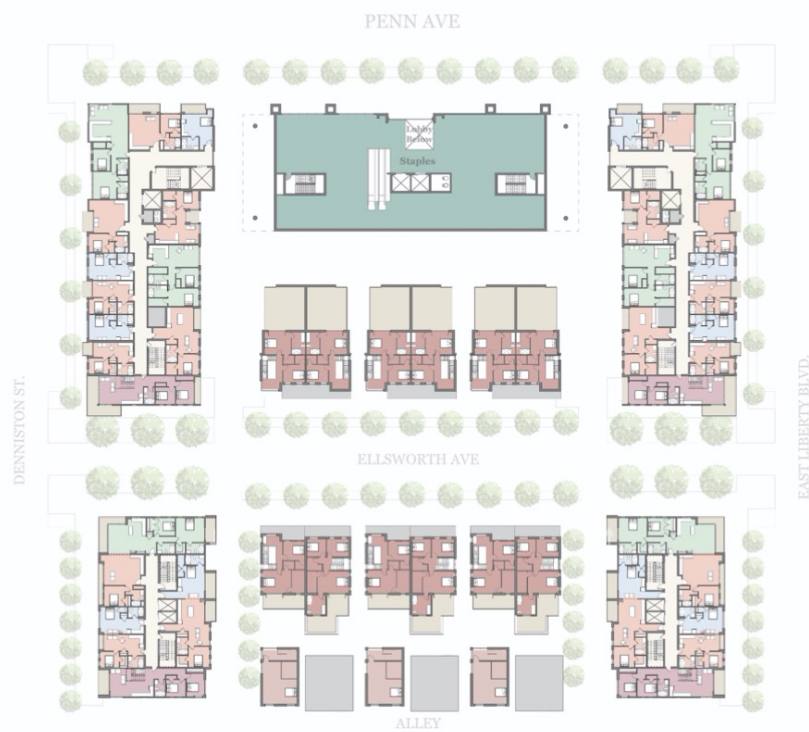 PENN AVE
Lobby
Below
Staples
DENNISTON ST.
EAST LIBERTY BLVD.
ELLSWORTH AVE
ALLEY